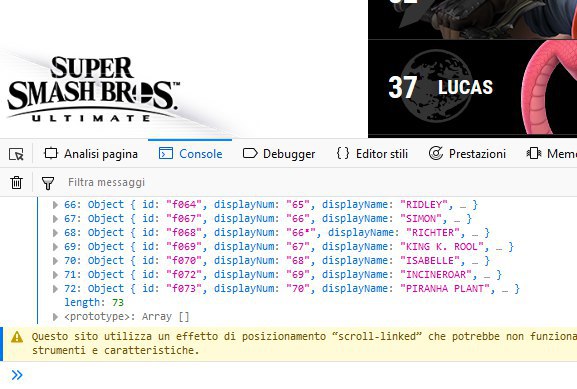 SUPER
SMASH BROS.™
ULTIMATE
37 LUCAS
Analisi pagina Console Debugger Editor stili Prestazioni Memo
Filtra messaggi
66: Object { id: "f064", displayNum: "65", displayName: "RIDLEY", … }
67: Object { id: "f067", displayNum: "66", displayName: "SIMON", … }
68: Object { id: "f068", displayNum: "66ᵋ", displayName: "RICHTER", … }
69: Object { id: "f069", displayNum: "67", displayName: "KING K. ROOL", … }
70: Object { id: "f070", displayNum: "68", displayName: "ISABELLE", … }
71: Object { id: "f072", displayNum: "69", displayName: "INCINEROAR", … }
72: Object { id: "f073", displayNum: "70", displayName: "PIRANHA PLANT", … }
length: 73
<prototype>: Array []
Questo sito utilizza un effetto di posizionamento “scroll-linked” che potrebbe non funziona
strumenti e caratteristiche.